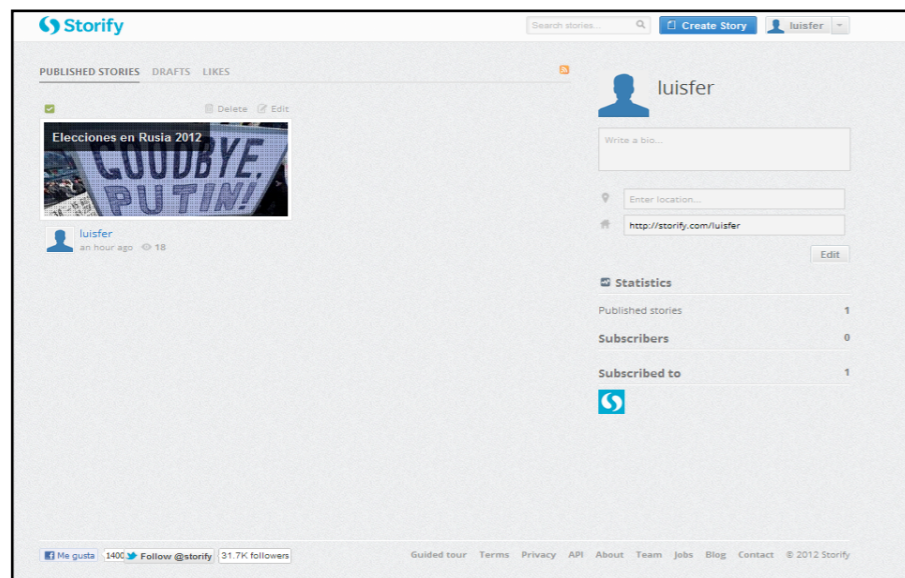 Storify
Search stories...
Create Story
luisfer
PUBLISHED STORIES DRAFTS LIKES
Delete Edit
Elecciones en Rusia 2012
GOODBYE,
PUTIN!
luisfer
an hour ago 18
luisfer
Write a bio...
Enter location...
http://storify.com/luisfer
Edit
Statistics
Published stories 1
Subscribers 0
Subscribed to 1
Me gusta 1400 Follow @storify 31.7K followers
Guided tour Terms Privacy API About Team Jobs Blog Contact © 2012 Storify